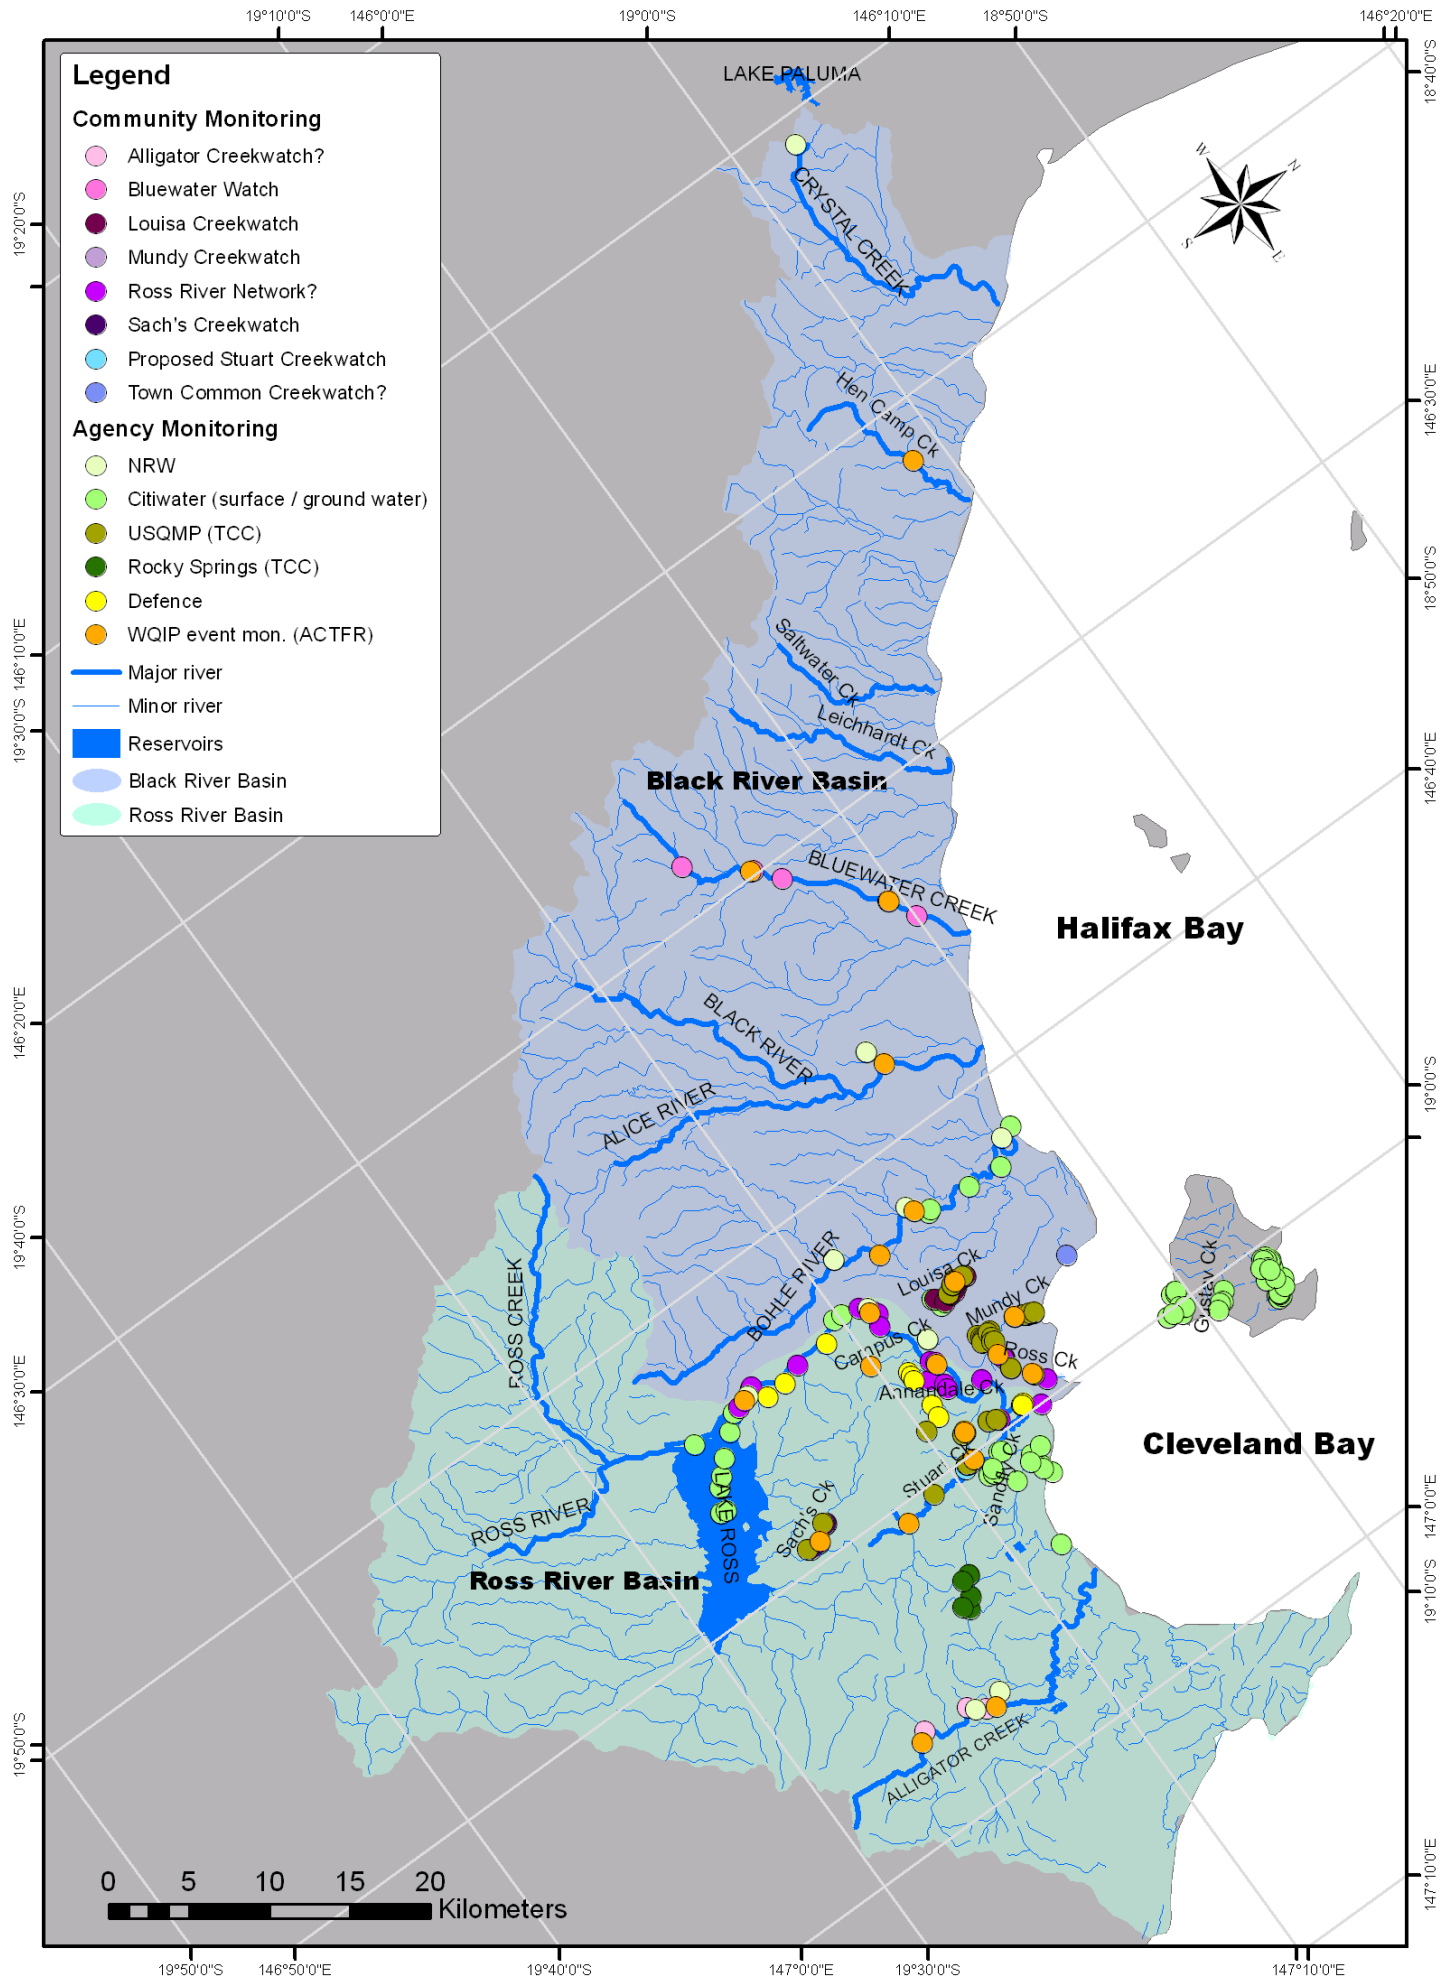 19°10'0"S
146°0'0"E
19°0'0"S
146°10'0"E
18°50'0"S
146°20'0"E
Legend
Community Monitoring
Alligator Creekwatch?
Bluewater Watch
Louisa Creekwatch
Mundy Creekwatch
Ross River Network?
Sach's Creekwatch
Proposed Stuart Creekwatch
Town Common Creekwatch?
Agency Monitoring
NRW
Citiwater (surface / ground water)
USQMP (TCC)
Rocky Springs (TCC)
Defence
WQIP event mon. (ACTFR)
Major river
Minor river
Reservoirs
Black River Basin
Ross River Basin
LAKE PALUMA
CRYSTAL CREEK
W
N
S
E
Hen Camp Ck
Saltwater Ck
Leichhardt Ck
Black River Basin
BLUEWATER CREEK
Halifax Bay
BLACK RIVER
ALICE RIVER
BOHLE RIVER
ROSS CREEK
Louisa Ck
Mundy Ck
Gustav Ck
Campus Ck
Ross Ck
Annandale Ck
Cleveland Bay
Stuart Ck
Sandfly Ck
Sach's Ck
LAKE ROSS
ROSS RIVER
Ross River Basin
ALLIGATOR CREEK
0 5 10 15 20
Kilometers
19°20'0"S
146°10'0"E
19°30'0"S
146°20'0"E
19°40'0"S
146°30'0"E
19°50'0"S
18°40'0"S
146°30'0"E
18°50'0"S
146°40'0"E
19°0'0"S
147°0'0"E
19°10'0"S
147°10'0"E
19°50'0"S
146°50'0"E
19°40'0"S
147°0'0"E
19°30'0"S
147°10'0"E